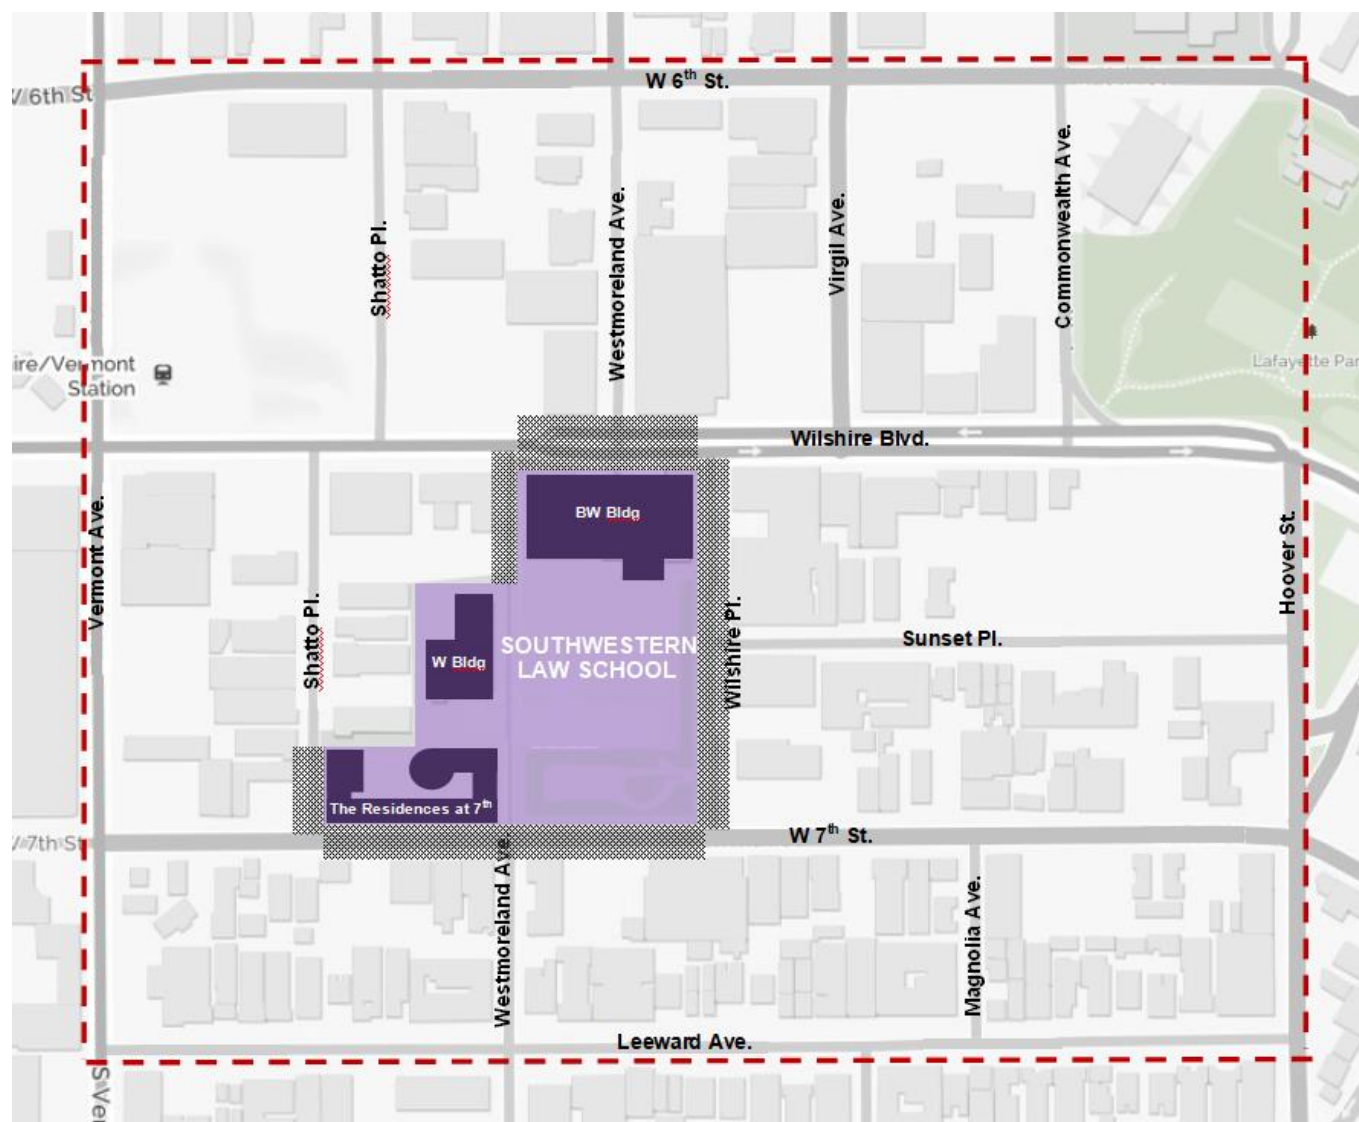 W 6th St.
W 6th St
Commonwealth Ave.
Westmoreland Ave.
Virgil Ave.
Shatto Pl.
ire/Vermont
Station
Lafayette Par
Wilshire Blvd.
Vermont Ave.
BW Bldg
Hoover St.
Shatto Pl.
Wilshire Pl.
Sunset Pl.
SOUTHWESTERN
LAW SCHOOL
W Bldg
The Residences at 7th
W 7th St.
7th St
Westmoreland Ave.
Magnolia Ave.
Leeward Ave.
S Ve